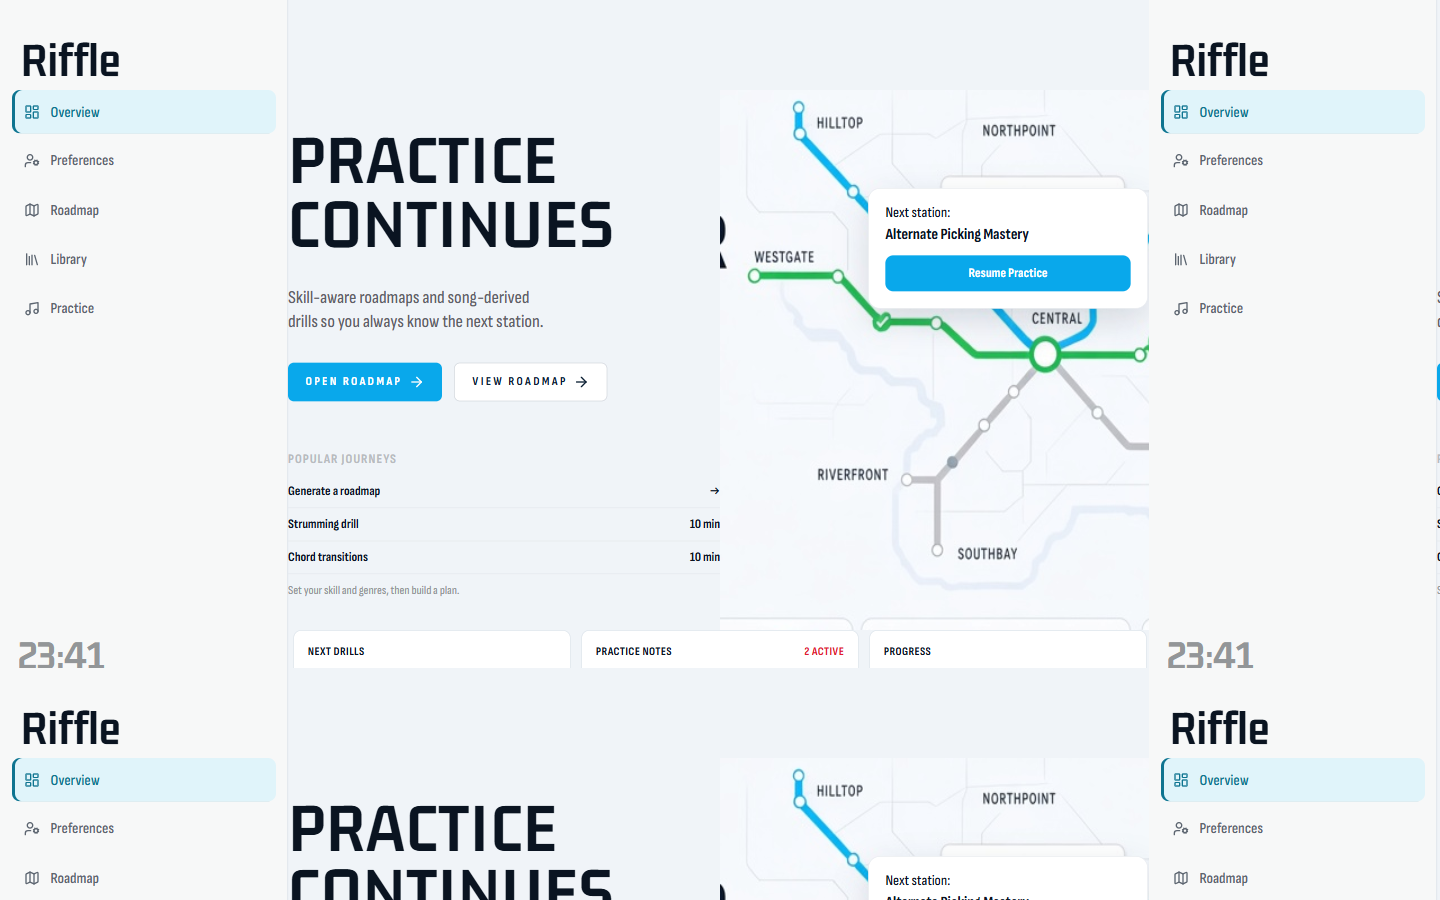 Riffle
Overview
Preferences
Roadmap
Library
Practice
23:41
PRACTICE
CONTINUES
Skill-aware roadmaps and song-derived
drills so you always know the next station.
OPEN ROADMAP
VIEW ROADMAP
POPULAR JOURNEYS
Generate a roadmap
Strumming drill 10 min
Chord transitions 10 min
Set your skill and genres, then build a plan.
HILLTOP
NORTHPOINT
Next station:
Alternate Picking Mastery
Resume Practice
WESTGATE
CENTRAL
RIVERFRONT
SOUTHBAY
NEXT DRILLS
PRACTICE NOTES 2 ACTIVE
PROGRESS
Riffle
Overview
Preferences
Roadmap
Library
Practice
23:41
Riffle
Overview
Preferences
Roadmap
PRACTICE
CONTINUES
HILLTOP
NORTHPOINT
Next station:
Alternate Picking Mastery
Riffle
Overview
Preferences
Roadmap